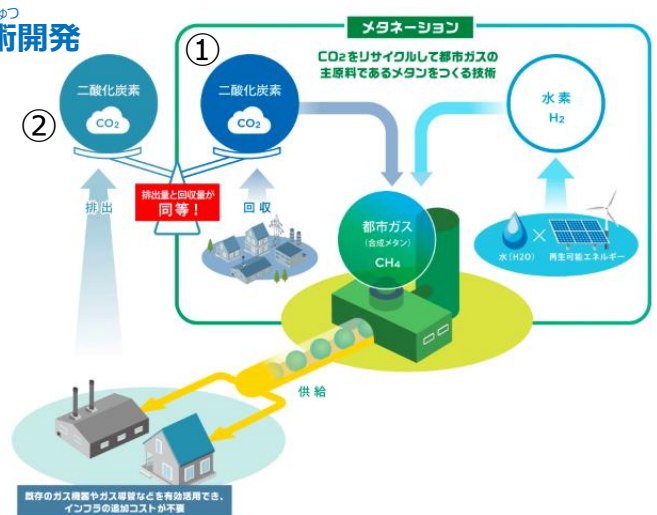 ゅつ
術開発
メタネーション
CO2をリサイクルして都市ガスの
主原料であるメタンをつくる技術
①
二酸化炭素
CO2
②
二酸化炭素
CO2
水素
H2
排出量と回収量が
同等！
排出
回収
都市ガス
(合成メタン)
CH4
水(H2O)
×
再生可能エネルギー
供給
既存のガス機器やガス導管などを有効活用でき、
インフラの追加コストが不要